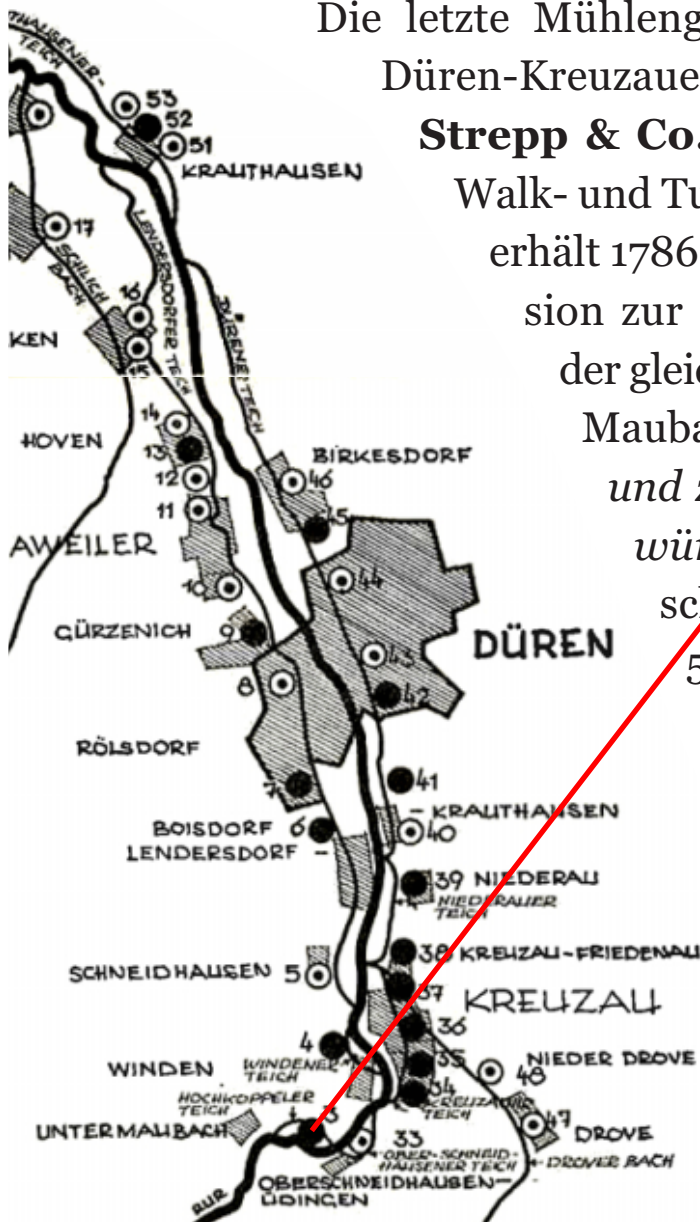 Die letzte Mühleng
Düren-Kreuzaue
Strepp & Co.
Walk- und Tu
erhält 1786
sion zur
der gleic
Mauba
und z
wür
sc
5
THAUSENER-
TEICH
53
52
51
KRAUTHAUSEN
17
SCHLICH
BACH
LENDERSDORFER TEICH
DÜRENER TEICH
16
15
KEN
14
HOVEN
13
12
11
BIRKESDORF
46
45
AWEILER
10
44
GÜRZENICH
9
DÜREN
43
8
42
RÖLSDORF
7
41
KRAUTHAUSEN
BOISDORF
6
40
LENDERSDORF
39 NIEDERAU
NIEDERAUER
TEICH
38 KREUZAU-FRIEDENAU
SCHNEIDHAUSEN 5
37
KREUZAU
36
4
35
NIEDER DROVE
WINDEN
WINDENER
TEICH
48
34
HOCHKOPPELER
TEICH
KREUZAUER
TEICH
3
47
UNTERMAUBACH
33
DROVE
OBER-SCHNEID-
HAUSENER TEICH
DROVER BACH
OBERSCHNEIDHAUSEN-
ÜDINGEN
RUR